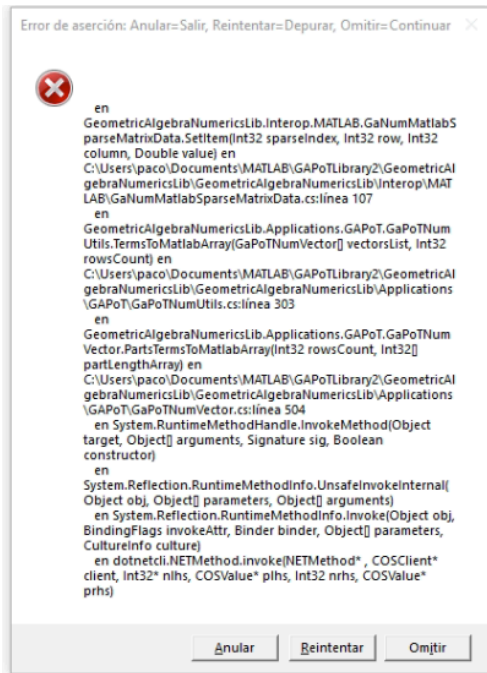 Error de aserción: Anular=Salir, Reintentar=Depurar, Omitir=Continuar
en
GeometricAlgebraNumericsLib.Interop.MATLAB.GaNumMatlabS
parseMatrixData.SetItem(Int32 sparseIndex, Int32 row, Int32
column, Double value) en
C:\Users\paco\Documents\MATLAB\GAPoTLibrary2\GeometricAl
gebraNumericsLib\GeometricAlgebraNumericsLib\Interop\MAT
LAB\GaNumMatlabSparseMatrixData.cs:línea 107
en
GeometricAlgebraNumericsLib.Applications.GAPoT.GaPoTNum
Utils.TermsToMatlabArray(GaPoTNumVector[] vectorsList, Int32
rowsCount) en
C:\Users\paco\Documents\MATLAB\GAPoTLibrary2\GeometricAl
gebraNumericsLib\GeometricAlgebraNumericsLib\Applications
\GAPoT\GaPoTNumUtils.cs:línea 303
en
GeometricAlgebraNumericsLib.Applications.GAPoT.GaPoTNum
Vector.PartsTermsToMatlabArray(Int32 rowsCount, Int32[]
partLengthArray) en
C:\Users\paco\Documents\MATLAB\GAPoTLibrary2\GeometricAl
gebraNumericsLib\GeometricAlgebraNumericsLib\Applications
\GAPoT\GaPoTNumVector.cs:línea 504
en System.RuntimeMethodHandle.InvokeMethod(Object
target, Object[] arguments, Signature sig, Boolean
constructor)
en
System.Reflection.RuntimeMethodInfo.UnsafeInvokeInternal(
Object obj, Object[] parameters, Object[] arguments)
en System.Reflection.RuntimeMethodInfo.Invoke(Object obj,
BindingFlags invokeAttr, Binder binder, Object[] parameters,
CultureInfo culture)
en dotnetcli.NETMethod.invoke(NETMethod* , COSClient*
client, Int32* nlhs, COSValue* plhs, Int32 nrhs, COSValue*
prhs)
Anular Reintentar Omitir